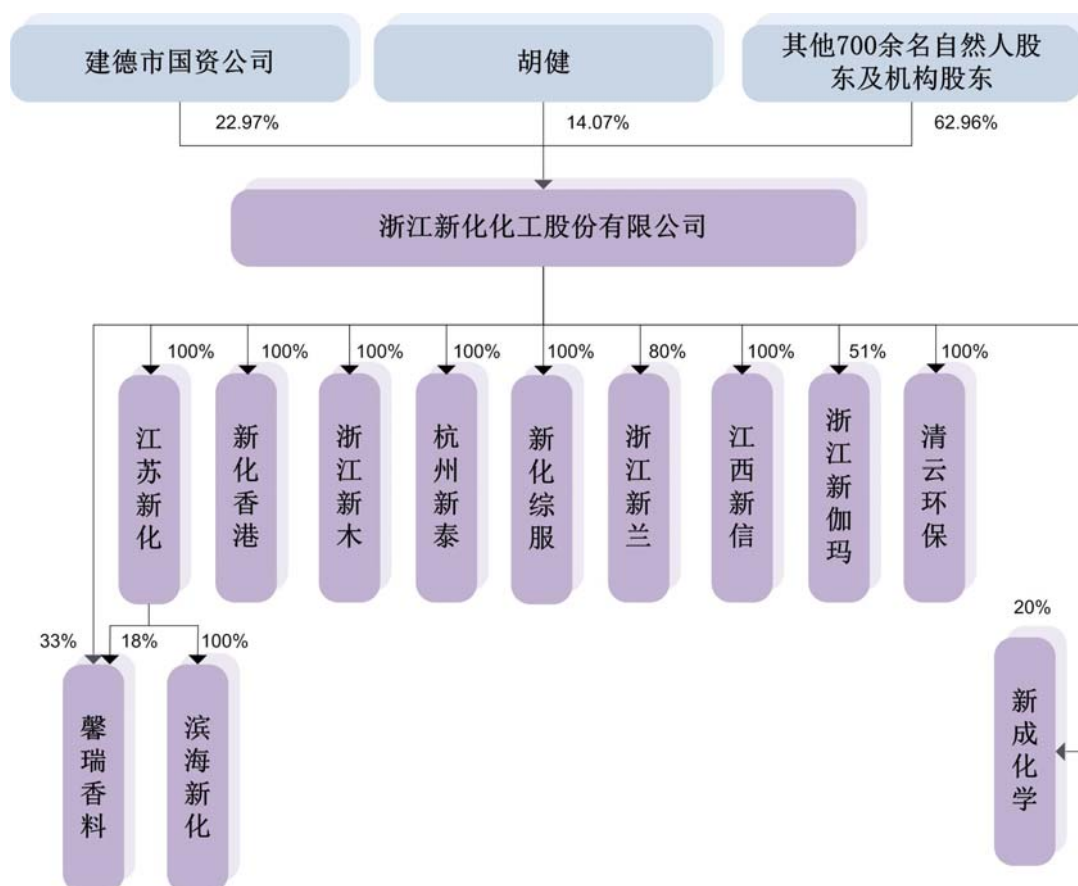 建德市国资公司
胡健
其他700余名自然人股
东及机构股东
22.97%
14.07%
62.96%
浙江新化化工股份有限公司
100%
100%
100%
100%
100%
80%
100%
51%
100%
江苏新化
新化香港
浙江新木
杭州新泰
新化综服
浙江新兰
江西新信
浙江新伽玛
清云环保
33%
18%
100%
20%
馨瑞香料
滨海新化
新成化学